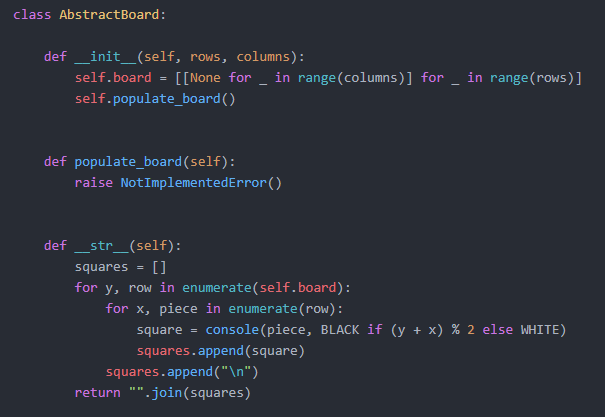 class AbstractBoard:
    def __init__(self, rows, columns):
        self.board = [[None for _ in range(columns)] for _ in range(rows)]
        self.populate_board()
    def populate_board(self):
        raise NotImplementedError()
    def __str__(self):
        squares = []
        for y, row in enumerate(self.board):
            for x, piece in enumerate(row):
                square = console(piece, BLACK if (y + x) % 2 else WHITE)
                squares.append(square)
            squares.append("\n")
        return "".join(squares)